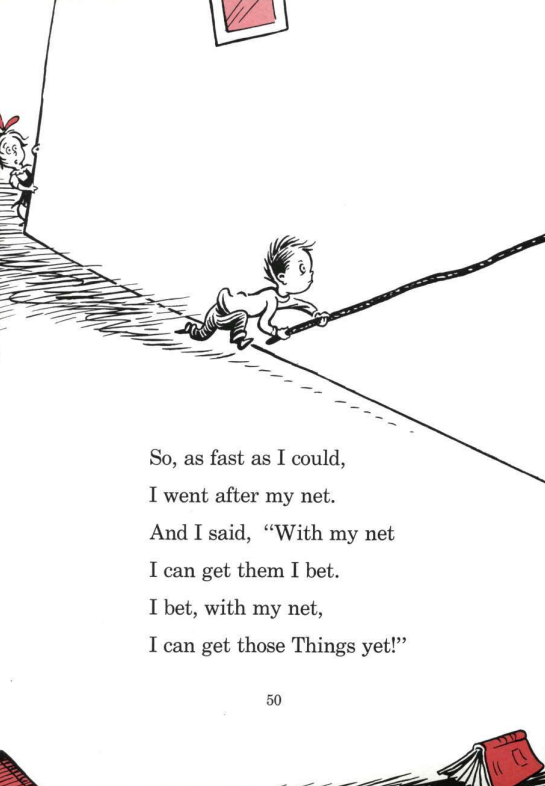 So, as fast as I could,
I went after my net.
And I said, “With my net
I can get them I bet.
I bet, with my net,
I can get those Things yet!”
50